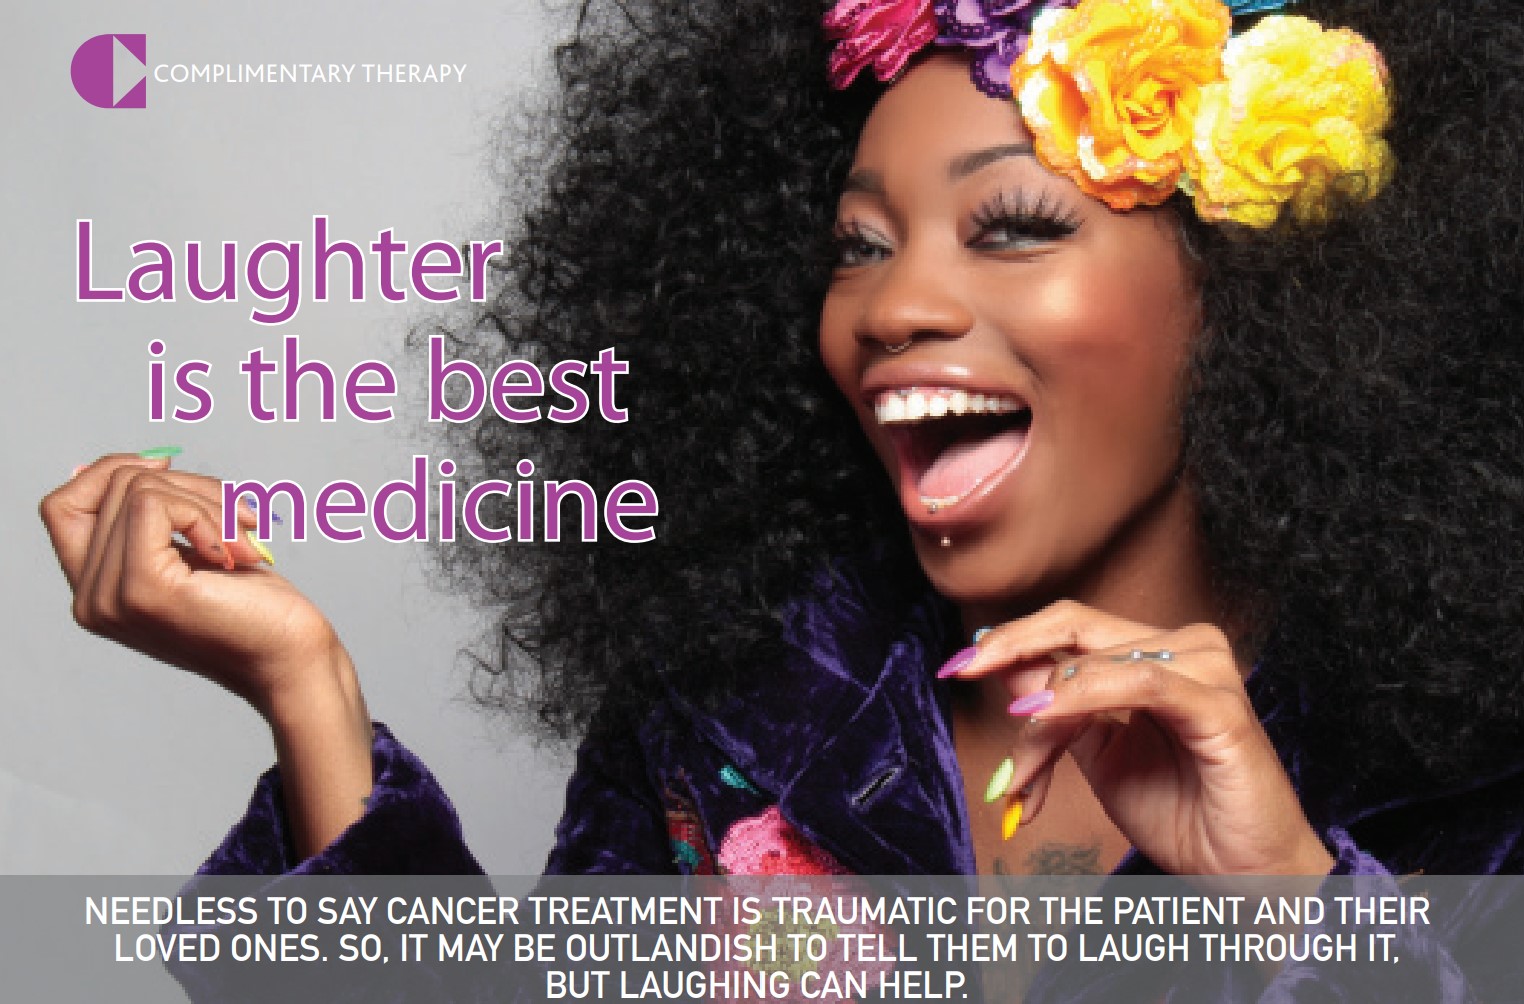 COMPLIMENTARY THERAPY
Laughter
is the best
medicine
NEEDLESS TO SAY CANCER TREATMENT IS TRAUMATIC FOR THE PATIENT AND THEIR
LOVED ONES. SO, IT MAY BE OUTLANDISH TO TELL THEM TO LAUGH THROUGH IT,
BUT LAUGHING CAN HELP.